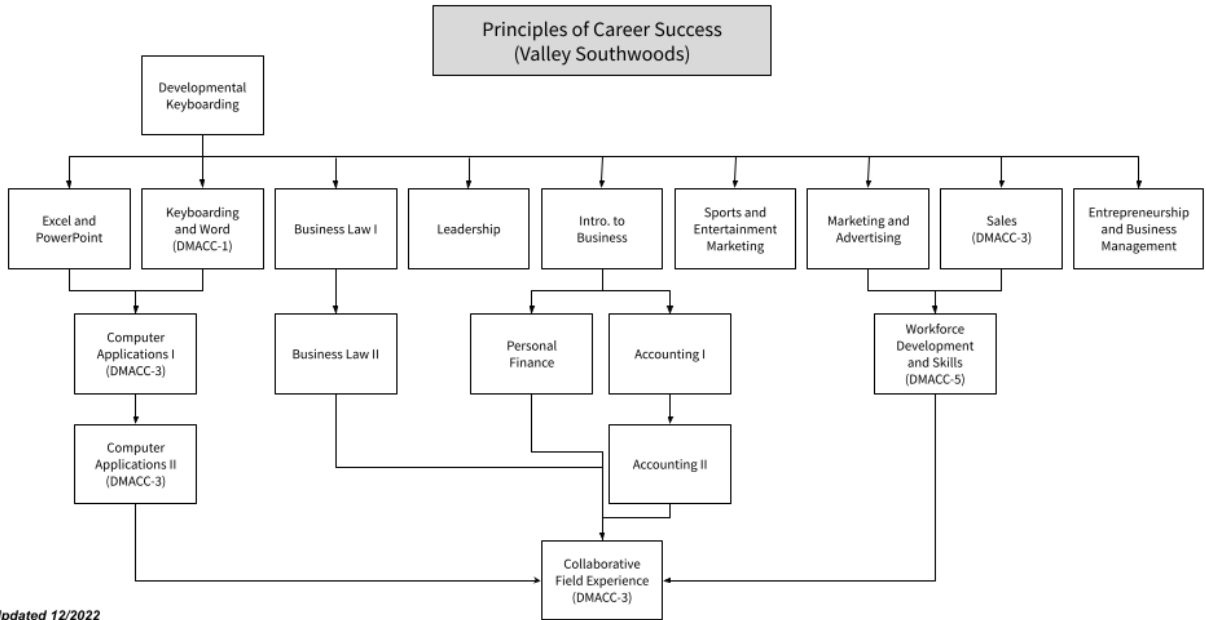 Principles of Career Success
(Valley Southwoods)
Developmental
Keyboarding
Excel and
PowerPoint
Keyboarding
and Word
(DMACC-1)
Business Law I
Leadership
Intro. to
Business
Sports and
Entertainment
Marketing
Marketing and
Advertising
Sales
(DMACC-3)
Entrepreneurship
and Business
Management
Computer
Applications I
(DMACC-3)
Business Law II
Personal
Finance
Accounting I
Workforce
Development
and Skills
(DMACC-5)
Computer
Applications II
(DMACC-3)
Accounting II
Collaborative
Field Experience
(DMACC-3)
pdated 12/2022